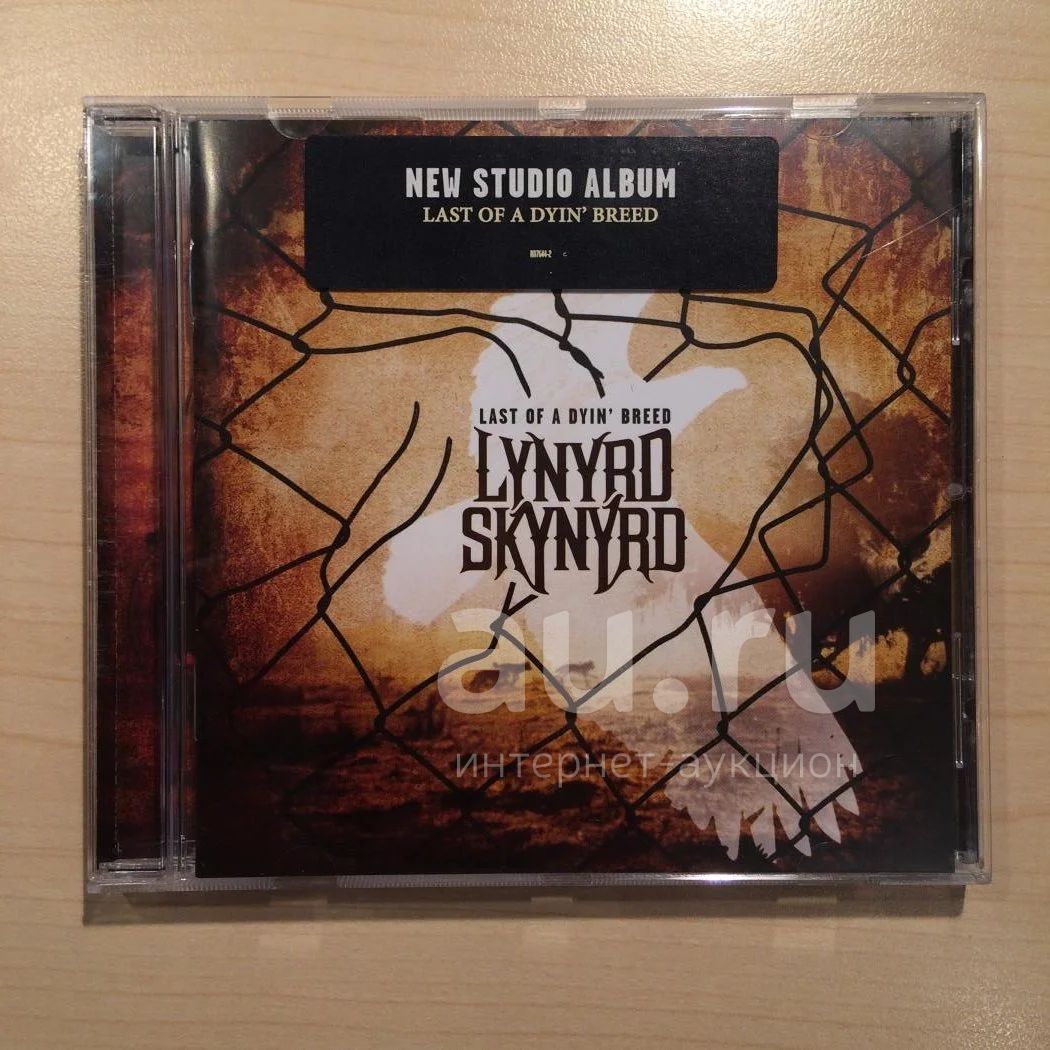 NEW STUDIO ALBUM
LAST OF A DYIN' BREED
LAST OF A DYIN' BREED
LYNYRD
SKYNYRD
au.ru
интернет-аукцион